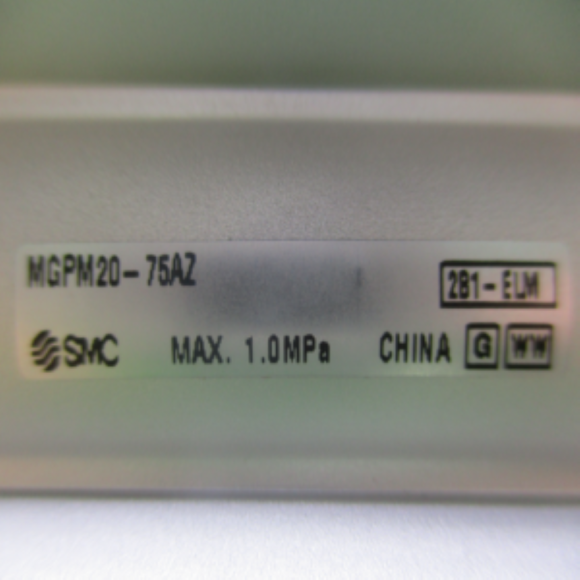 MGPM20-75AZ 2B1-ELM
SMC MAX. 1.0MPa CHINA G WW